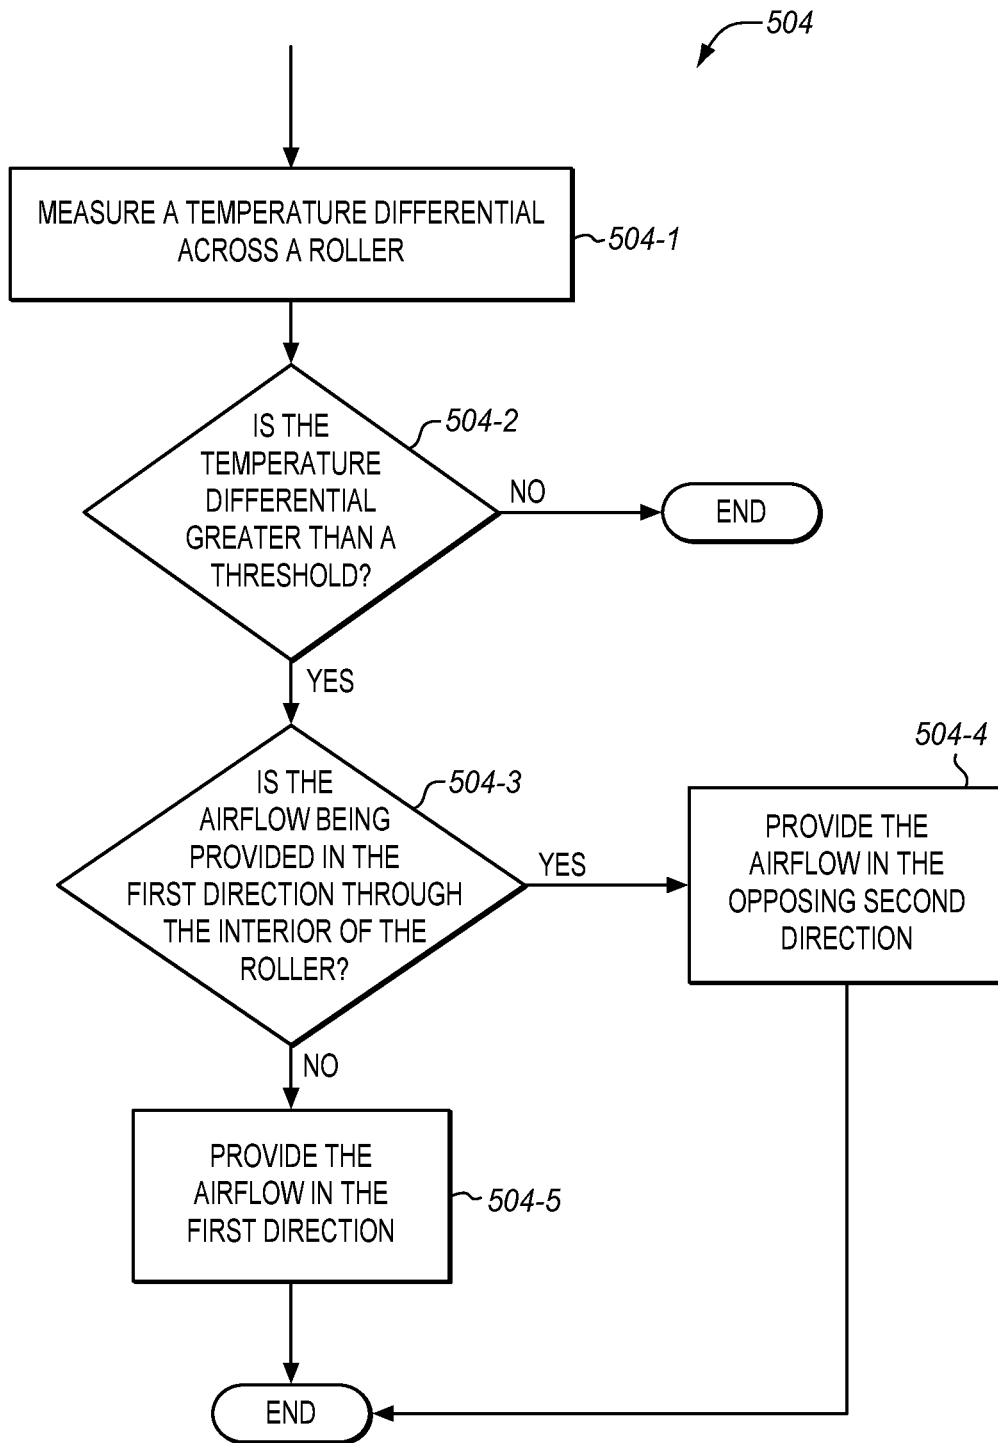 504
MEASURE A TEMPERATURE DIFFERENTIAL
ACROSS A ROLLER
504-1
IS THE
TEMPERATURE
DIFFERENTIAL
GREATER THAN A
THRESHOLD?
504-2
NO
END
YES
IS THE
AIRFLOW BEING
PROVIDED IN THE
FIRST DIRECTION THROUGH
THE INTERIOR OF THE
ROLLER?
504-3
YES
504-4
PROVIDE THE
AIRFLOW IN THE
OPPOSING SECOND
DIRECTION
NO
PROVIDE THE
AIRFLOW IN THE
FIRST DIRECTION
504-5
END